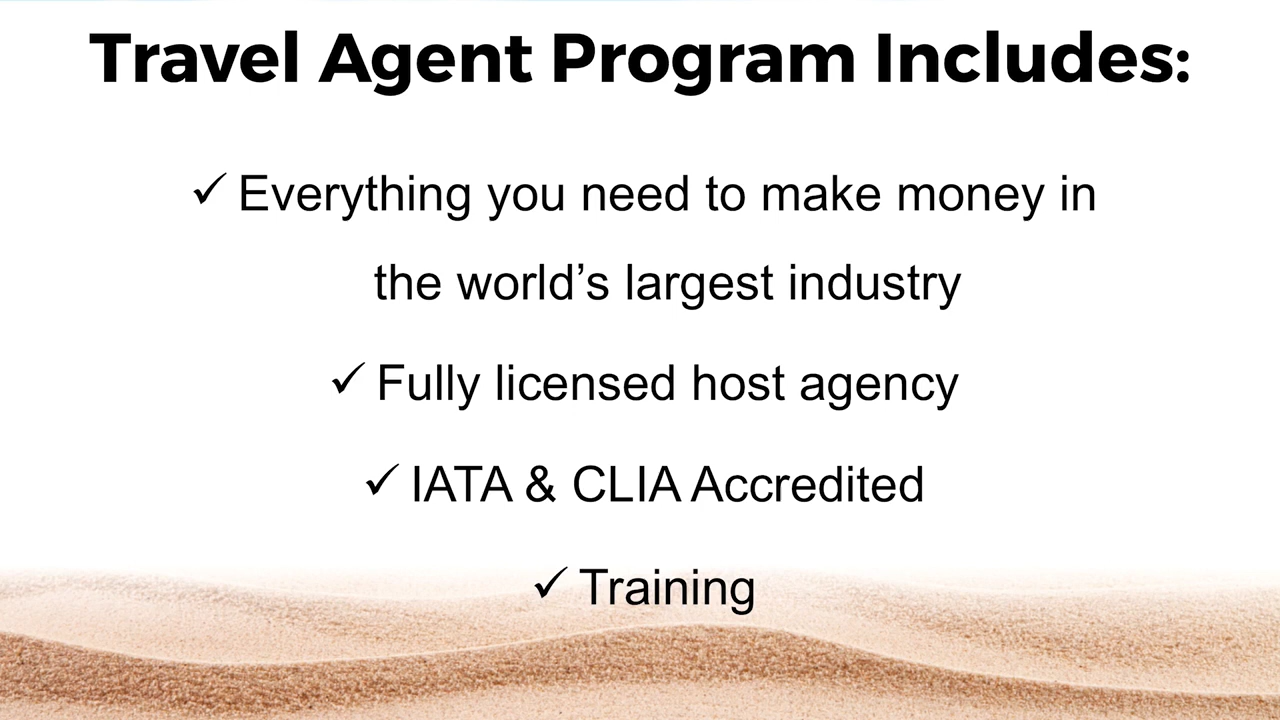 Travel Agent Program Includes:
✓ Everything you need to make money in
the world’s largest industry
✓ Fully licensed host agency
✓ IATA & CLIA Accredited
✓ Training